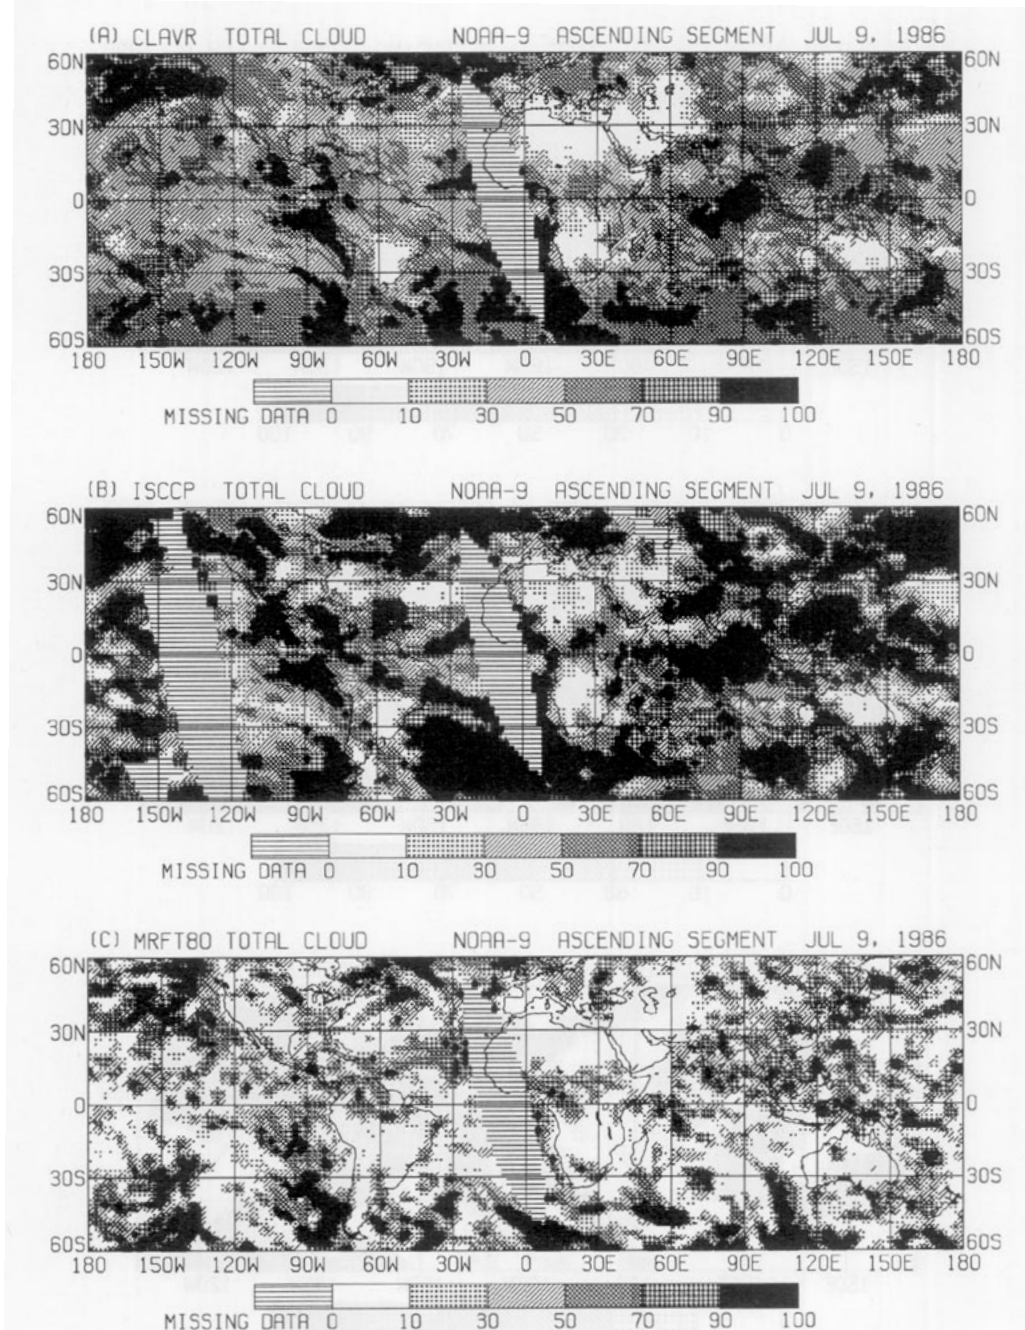 (A) CLAVR TOTAL CLOUD NOAA-9 ASCENDING SEGMENT JUL 9, 1986
60N 60N
30N 30N
0 0
30S 30S
60S 60S
180 150W 120W 90W 60W 30W 0 30E 60E 90E 120E 150E 180
MISSING DATA 0 10 30 50 70 90 100
(B) ISCCP TOTAL CLOUD NOAA-9 ASCENDING SEGMENT JUL 9, 1986
60N 60N
30N 30N
0 0
30S 30S
60S 60S
180 150W 120W 90W 60W 30W 0 30E 60E 90E 120E 150E 180
MISSING DATA 0 10 30 50 70 90 100
(C) MRFT80 TOTAL CLOUD NOAA-9 ASCENDING SEGMENT JUL 9, 1986
60N 60N
30N 30N
0 0
30S 30S
60S 60S
180 150W 120W 90W 60W 30W 0 30E 60E 90E 120E 150E 180
MISSING DATA 0 10 30 50 70 90 100